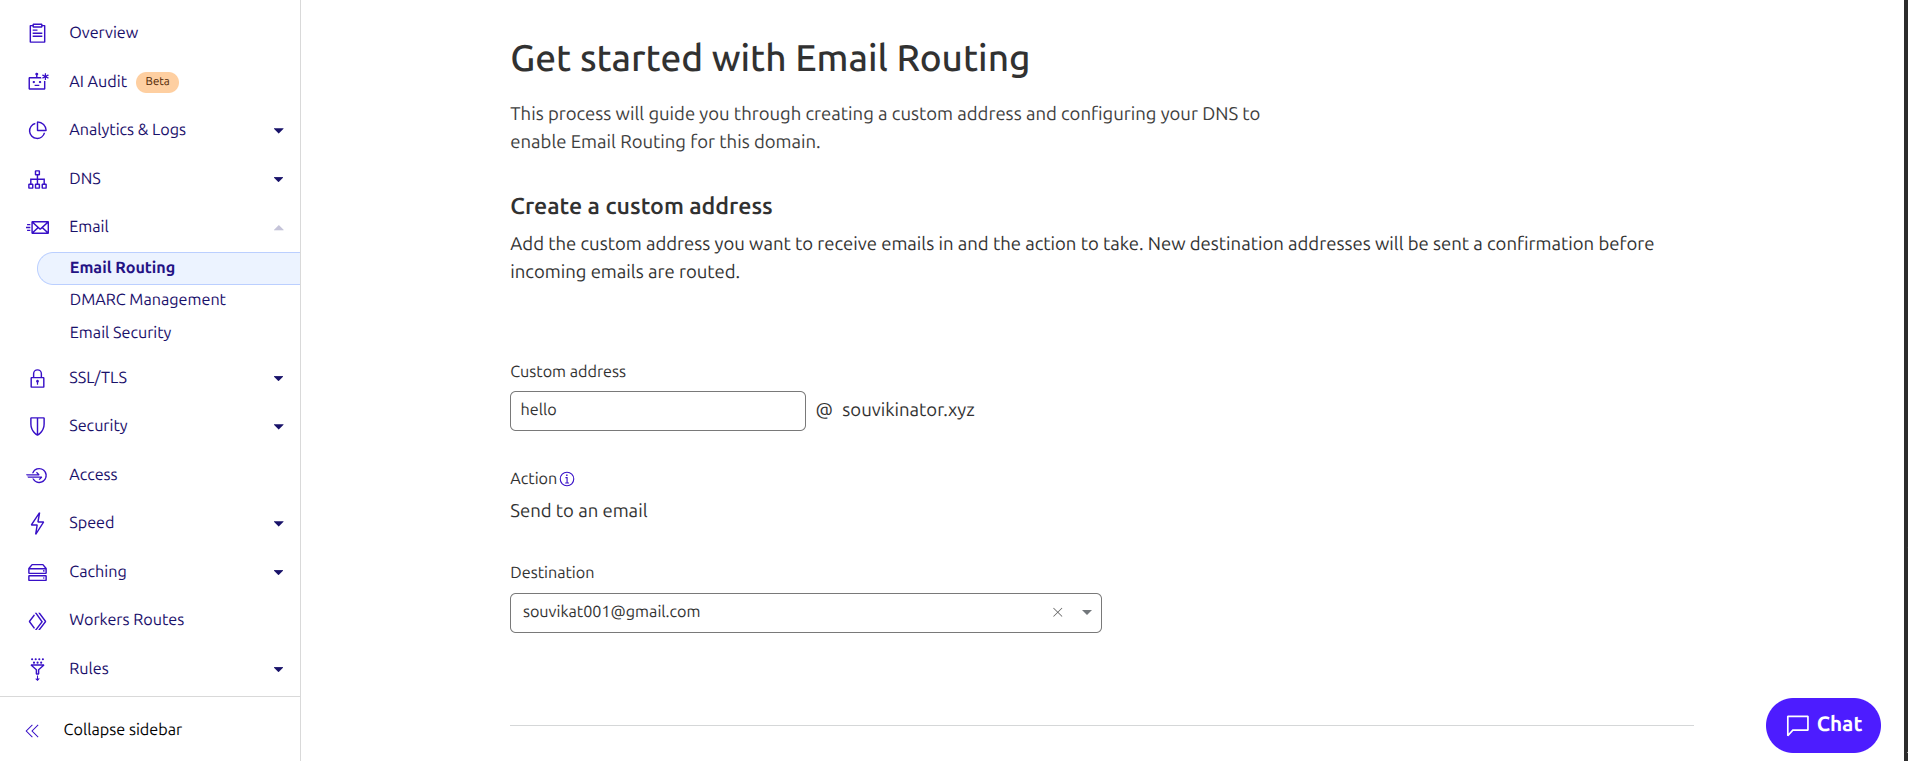 Overview
AI Audit Beta
Analytics & Logs
DNS
Email
Email Routing
DMARC Management
Email Security
SSL/TLS
Security
Access
Speed
Caching
Workers Routes
Rules
Collapse sidebar
Get started with Email Routing
This process will guide you through creating a custom address and configuring your DNS to
enable Email Routing for this domain.
Create a custom address
Add the custom address you want to receive emails in and the action to take. New destination addresses will be sent a confirmation before
incoming emails are routed.
Custom address
hello @ souvikinator.xyz
Action
Send to an email
Destination
souvikat001@gmail.com
Chat